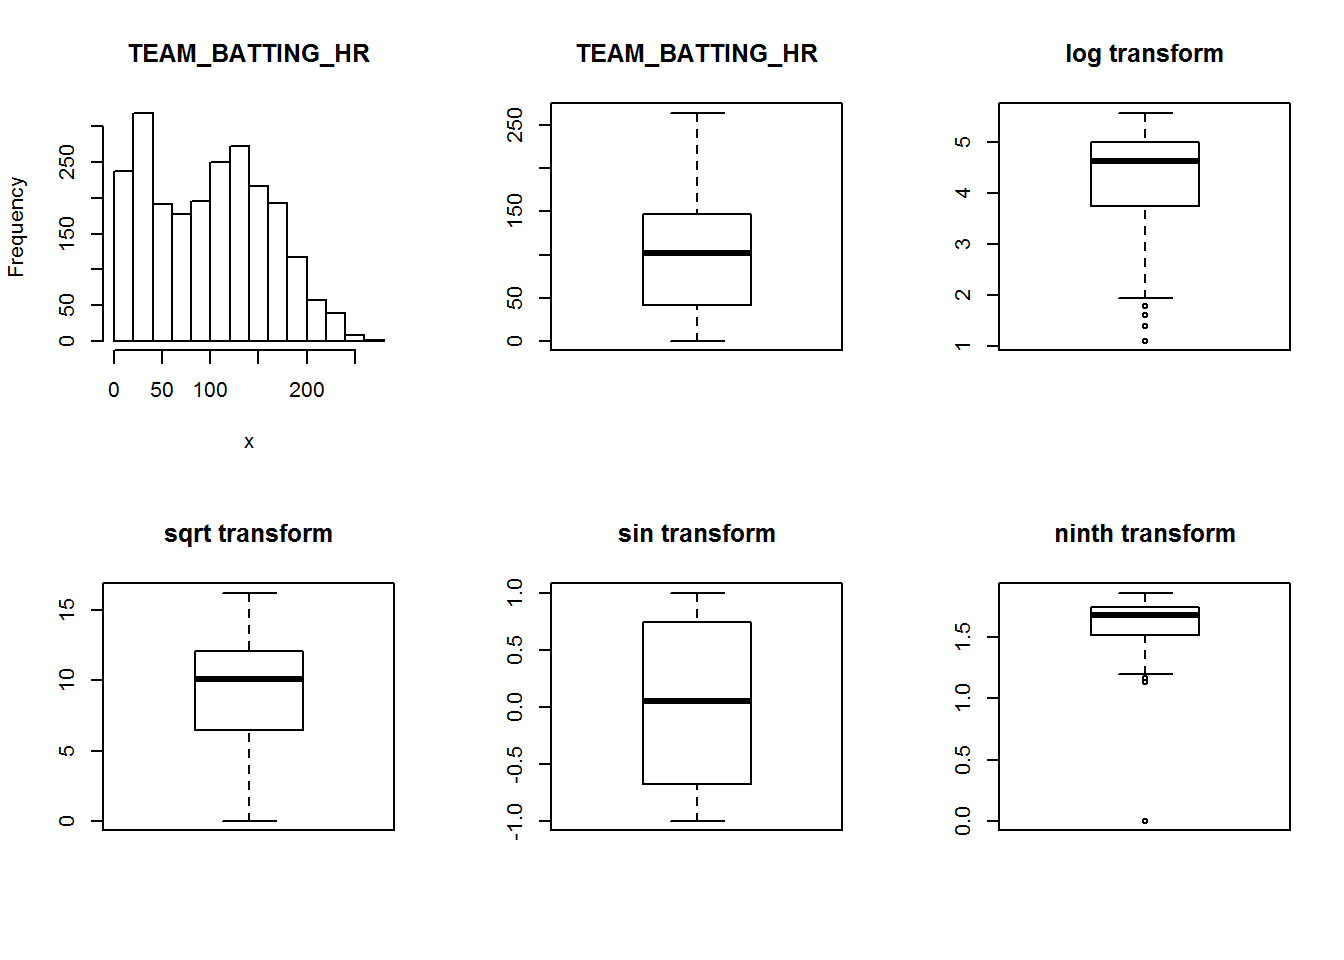 TEAM_BATTING_HR
Frequency
0 50 150 250
0 50 100 200
x
TEAM_BATTING_HR
0 50 150 250
log transform
1 2 3 4 5
sqrt transform
0 5 10 15
sin transform
-1.0 -0.5 0.0 0.5 1.0
ninth transform
0.0 0.5 1.0 1.5